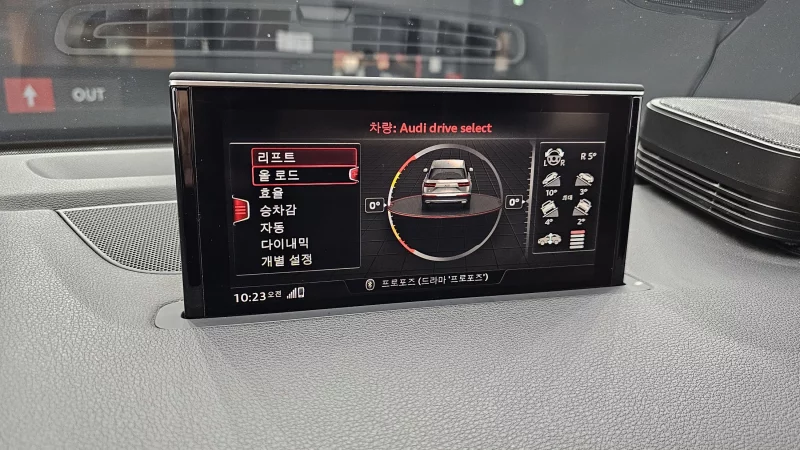 OUT
차량: Audi drive select
리프트
올 로드
효율
승차감
자동
다이내믹
개별 설정
0°
0°
L R R 5°
10° 최대 3°
4° 2°
프로포즈 (드라마 '프로포즈')
10:23 오전